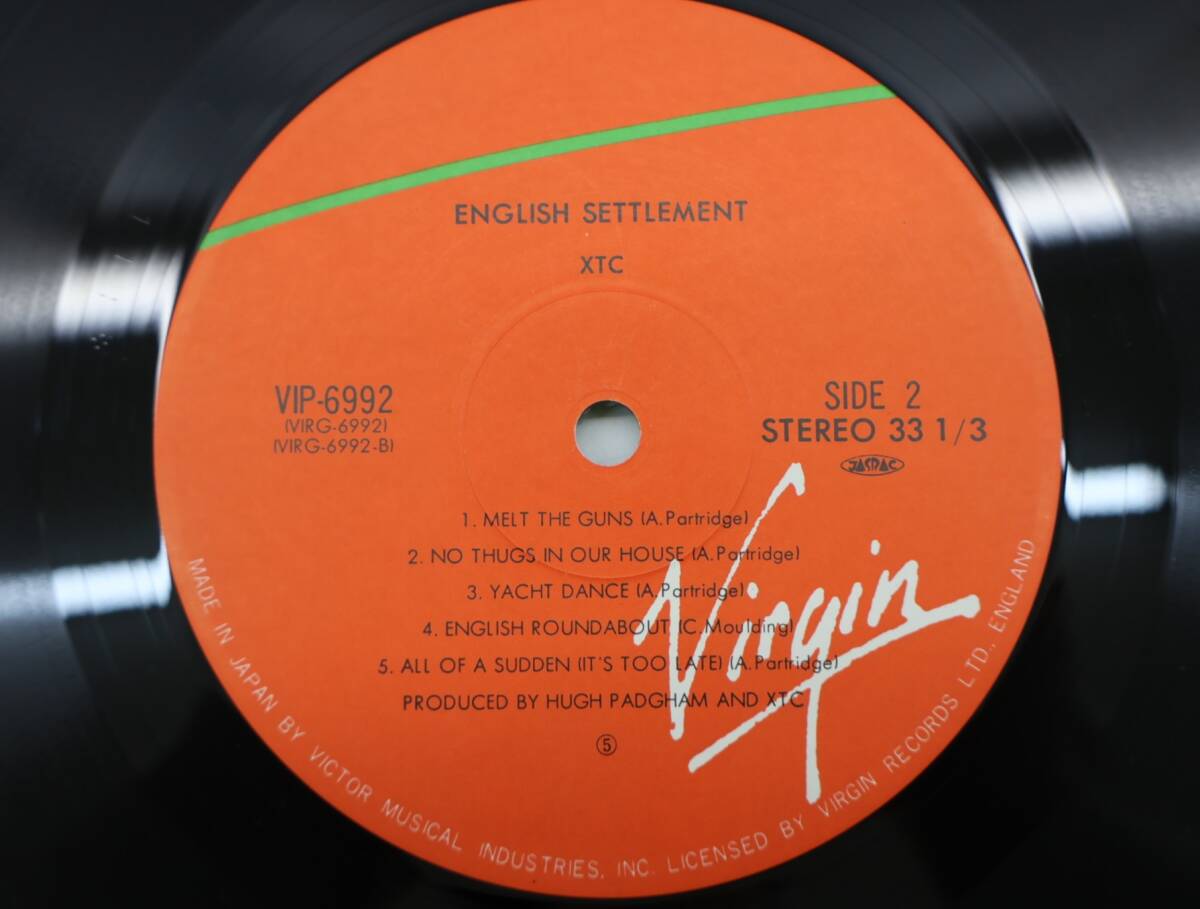 ENGLISH SETTLEMENT
XTC
VIP-6992
(VIRG-6992)
(VIRG-6992-B)
SIDE 2
STEREO 33 1/3
JASRAC
1. MELT THE GUNS (A.Partridge)
2. NO THUGS IN OUR HOUSE (A.Partridge)
3. YACHT DANCE (A.Partridge)
4. ENGLISH ROUNDABOUT (C.Moulding)
5. ALL OF A SUDDEN (IT'S TOO LATE) (A.Partridge)
PRODUCED BY HUGH PADGHAM AND XTC
⑤
Virgin
MADE IN JAPAN BY VICTOR MUSICAL INDUSTRIES, INC. LICENSED BY VIRGIN RECORDS LTD., ENGLAND